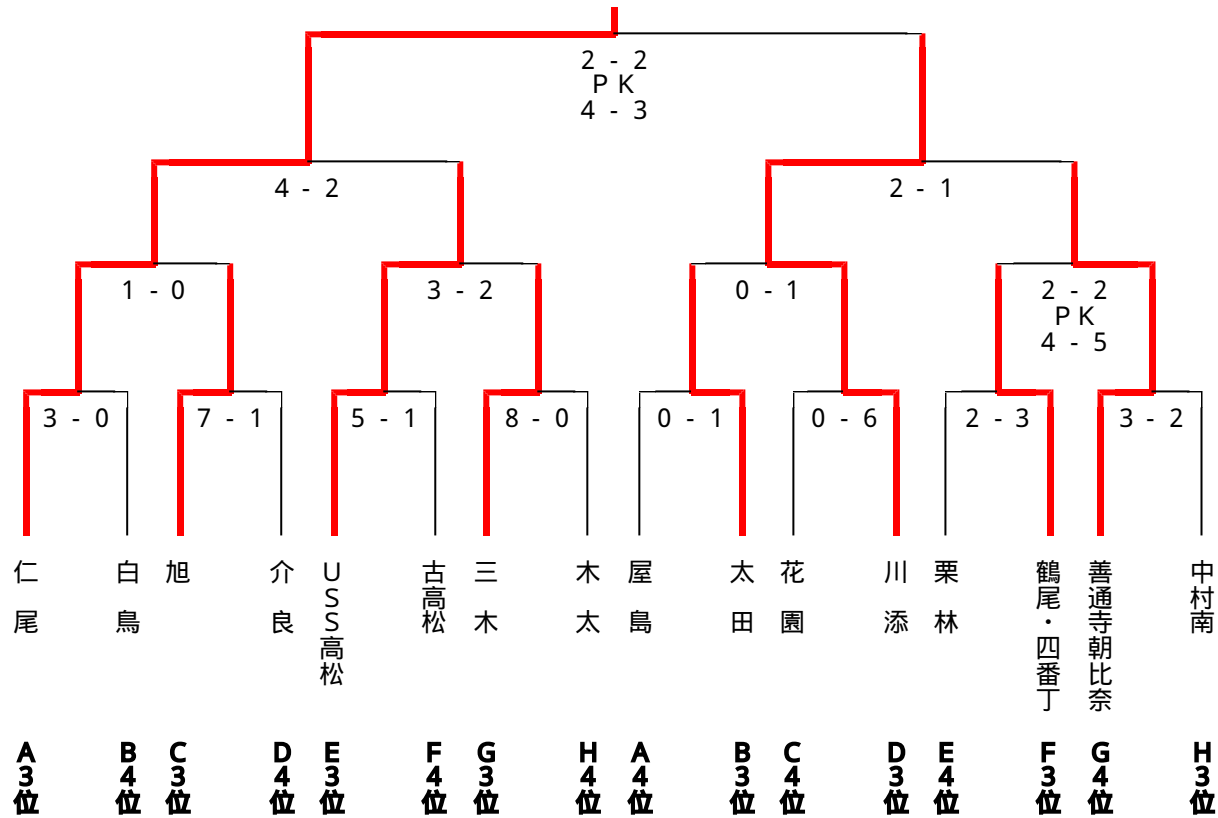 2 - 2
PK
4 - 3
4 - 2
2 - 1
1 - 0
3 - 2
0 - 1
2 - 2
PK
4 - 5
3 - 0
7 - 1
5 - 1
8 - 0
0 - 1
0 - 6
2 - 3
3 - 2
仁尾
白鳥
旭
介良
USS高松
古高松
三木
木太
屋島
太田
花園
川添
栗林
鶴尾・四番丁
善通寺朝比奈
中村南
A3位
B4位
C3位
D4位
E3位
F4位
G3位
H4位
A4位
B3位
C4位
D3位
E4位
F3位
G4位
H3位